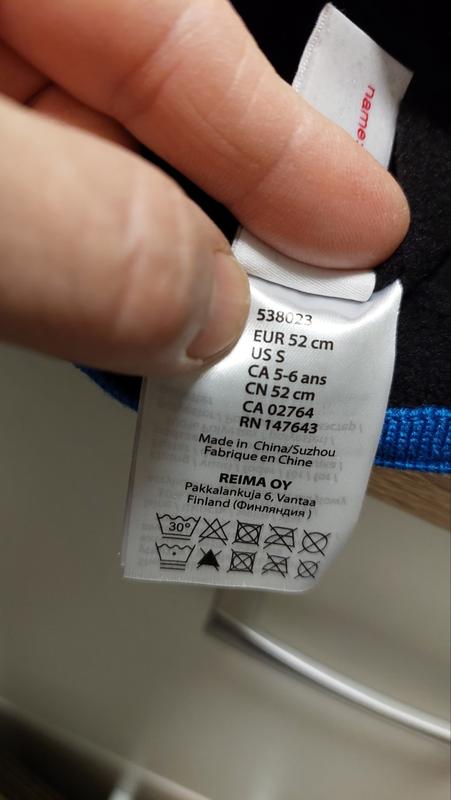 name:
538023
EUR 52 cm
US S
CA 5-6 ans
CN 52 cm
CA 02764
RN 147643
Made in China/Suzhou
Fabrique en Chine
REIMA OY
Pakkalankuja 6, Vantaa
Finland (Финляндия )
30°